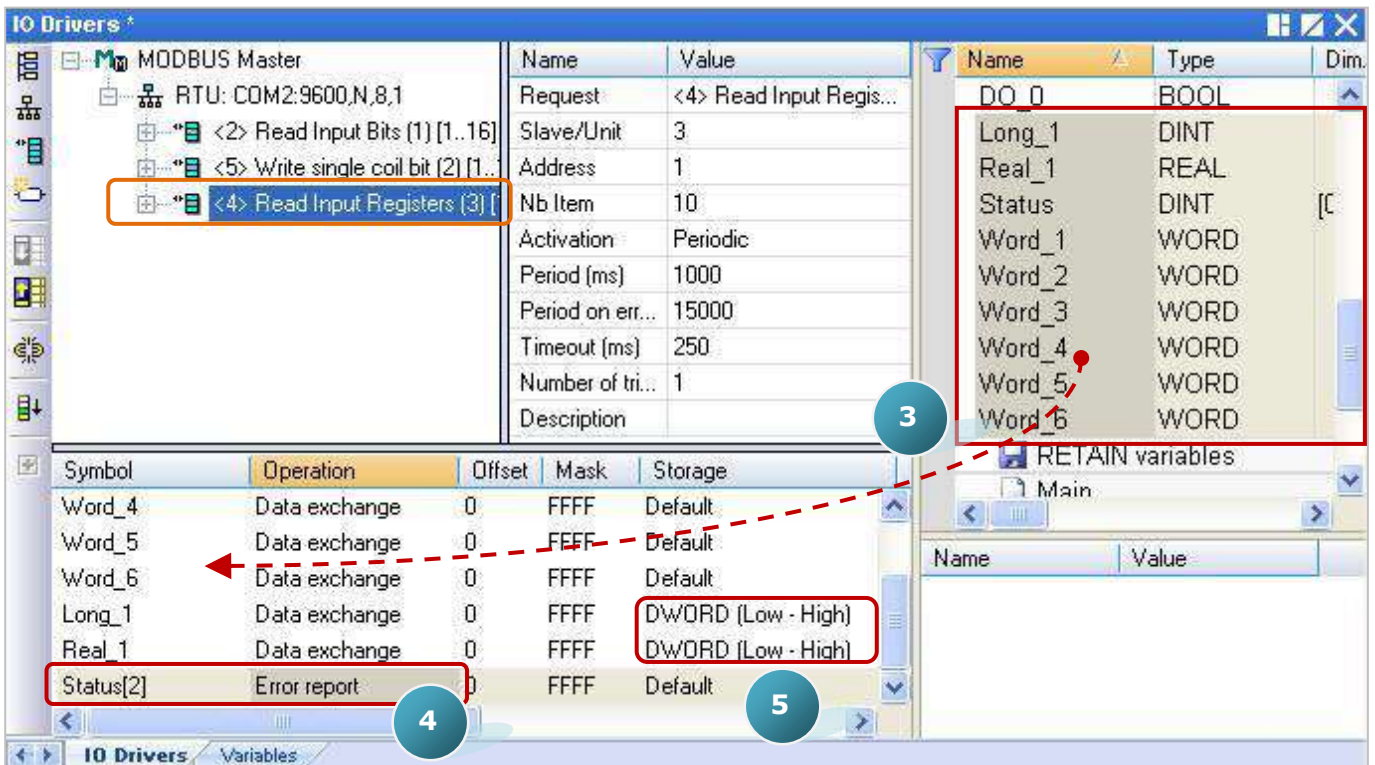 IO Drivers *
MODBUS Master
RTU: COM2:9600,N,8,1
<2> Read Input Bits (1) [1..16]
<5> Write single coil bit (2) [1..
<4> Read Input Registers (3) [
Name Value
Request <4> Read Input Regis...
Slave/Unit 3
Address 1
Nb Item 10
Activation Periodic
Period (ms) 1000
Period on err... 15000
Timeout (ms) 250
Number of tri... 1
Description
Name Type Dim.
DO_0 BOOL
Long_1 DINT
Real_1 REAL
Status DINT [0
Word_1 WORD
Word_2 WORD
Word_3 WORD
Word_4 WORD
Word_5 WORD
Word_6 WORD
RETAIN variables
Main
3
Symbol Operation Offset Mask Storage
Word_4 Data exchange 0 FFFF Default
Word_5 Data exchange 0 FFFF Default
Word_6 Data exchange 0 FFFF Default
Long_1 Data exchange 0 FFFF DWORD (Low - High)
Real_1 Data exchange 0 FFFF DWORD (Low - High)
Status[2] Error report 0 FFFF Default
4
5
Name Value
IO Drivers Variables